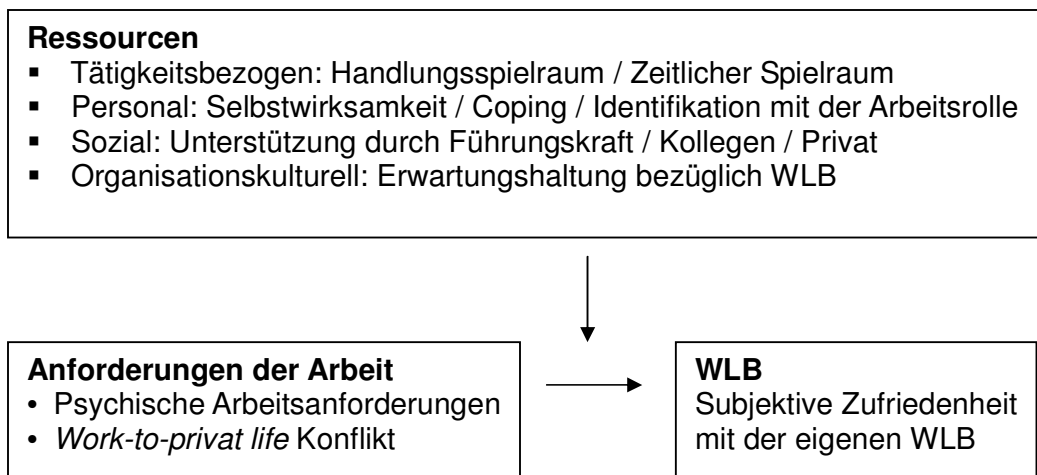 Ressourcen
▪ Tätigkeitsbezogen: Handlungsspielraum / Zeitlicher Spielraum
▪ Personal: Selbstwirksamkeit / Coping / Identifikation mit der Arbeitsrolle
▪ Sozial: Unterstützung durch Führungskraft / Kollegen / Privat
▪ Organisationskulturell: Erwartungshaltung bezüglich WLB
Anforderungen der Arbeit
• Psychische Arbeitsanforderungen
• Work-to-privat life Konflikt
WLB
Subjektive Zufriedenheit
mit der eigenen WLB